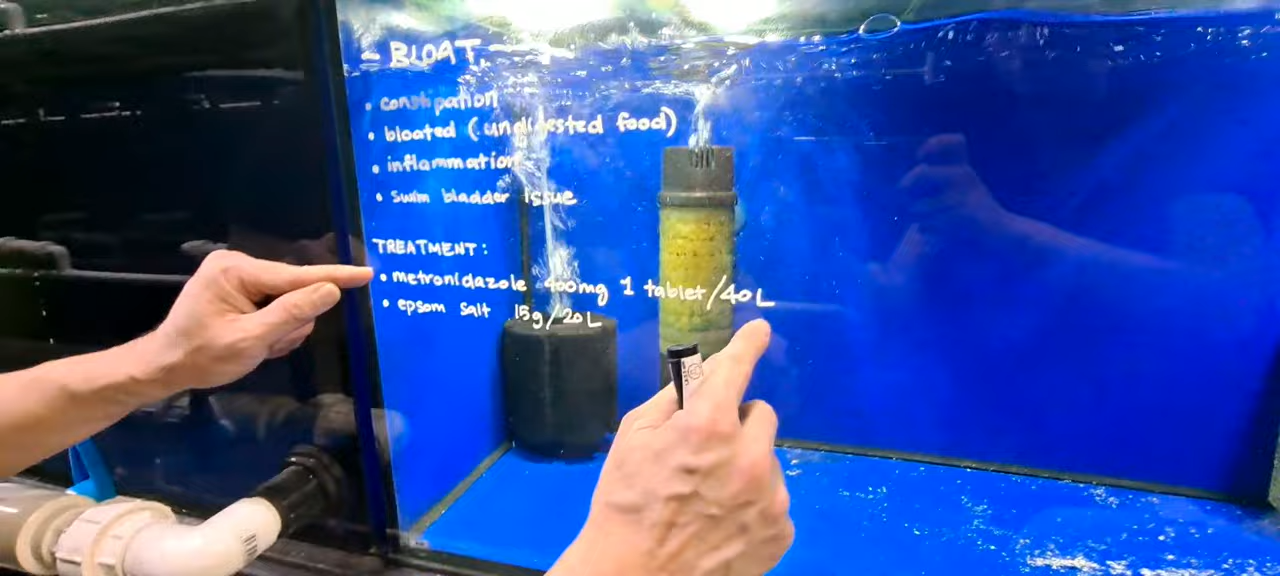 - BLOAT.
• constipation
• bloated (undigested food)
• inflammation
• swim bladder issue
TREATMENT:
• metronidazole 400mg 1 tablet/40L
• epsom salt 15g/20L